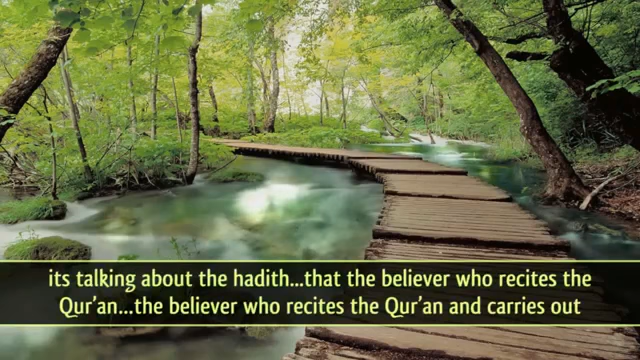 its talking about the hadith...that the believer who recites the
Qur'an...the believer who recites the Qur'an and carries out